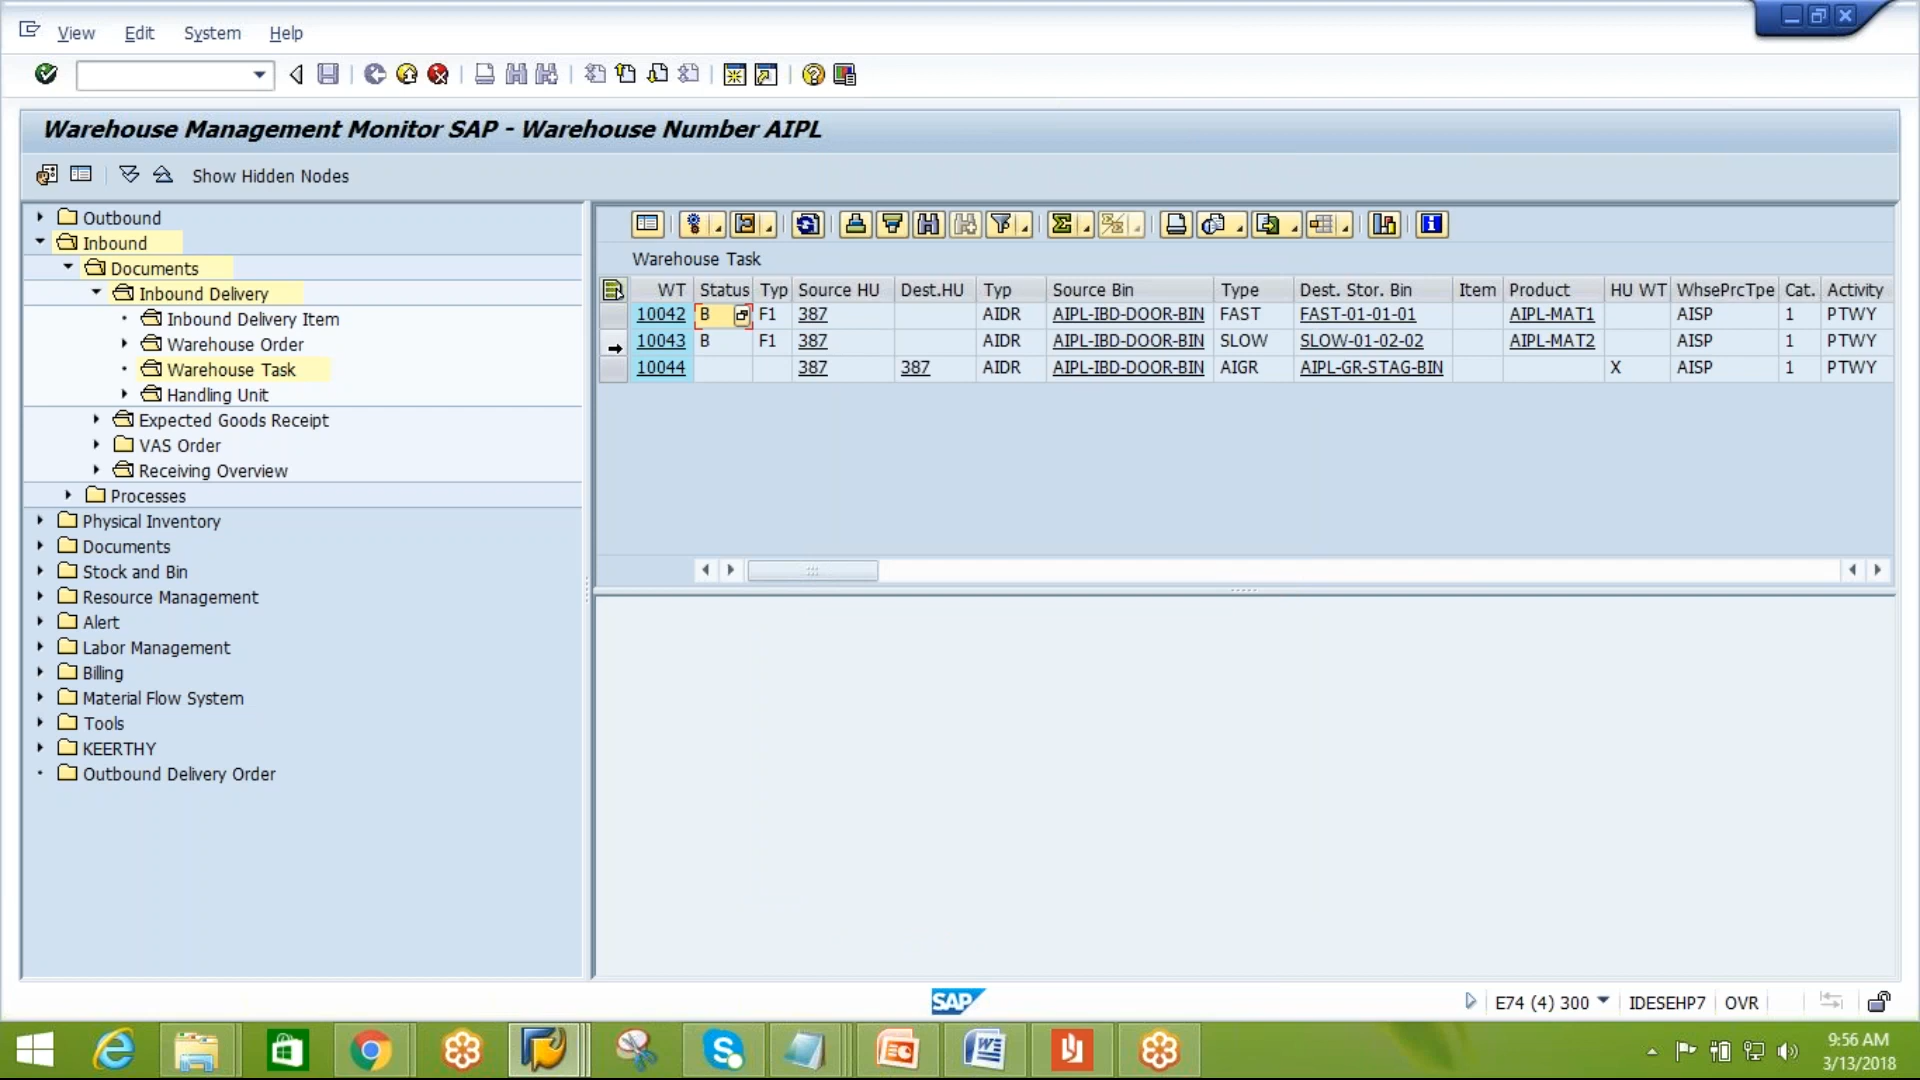 View Edit System Help
Warehouse Management Monitor SAP - Warehouse Number AIPL
Show Hidden Nodes
Outbound
Inbound
Documents
Inbound Delivery
Inbound Delivery Item
Warehouse Order
Warehouse Task
Handling Unit
Expected Goods Receipt
VAS Order
Receiving Overview
Processes
Physical Inventory
Documents
Stock and Bin
Resource Management
Alert
Labor Management
Billing
Material Flow System
Tools
KEERTHY
Outbound Delivery Order
Warehouse Task
WT Status Typ Source HU Dest.HU Typ Source Bin Type Dest. Stor. Bin Item Product HU WT WhsePrcTpe Cat. Activity
10042 B F1 387 AIDR AIPL-IBD-DOOR-BIN FAST FAST-01-01-01 AIPL-MAT1 AISP 1 PTWY
10043 B F1 387 AIDR AIPL-IBD-DOOR-BIN SLOW SLOW-01-02-02 AIPL-MAT2 AISP 1 PTWY
10044 387 387 AIDR AIPL-IBD-DOOR-BIN AIGR AIPL-GR-STAG-BIN X AISP 1 PTWY
SAP
E74 (4) 300 IDESEHP7 OVR
9:56 AM
3/13/2018